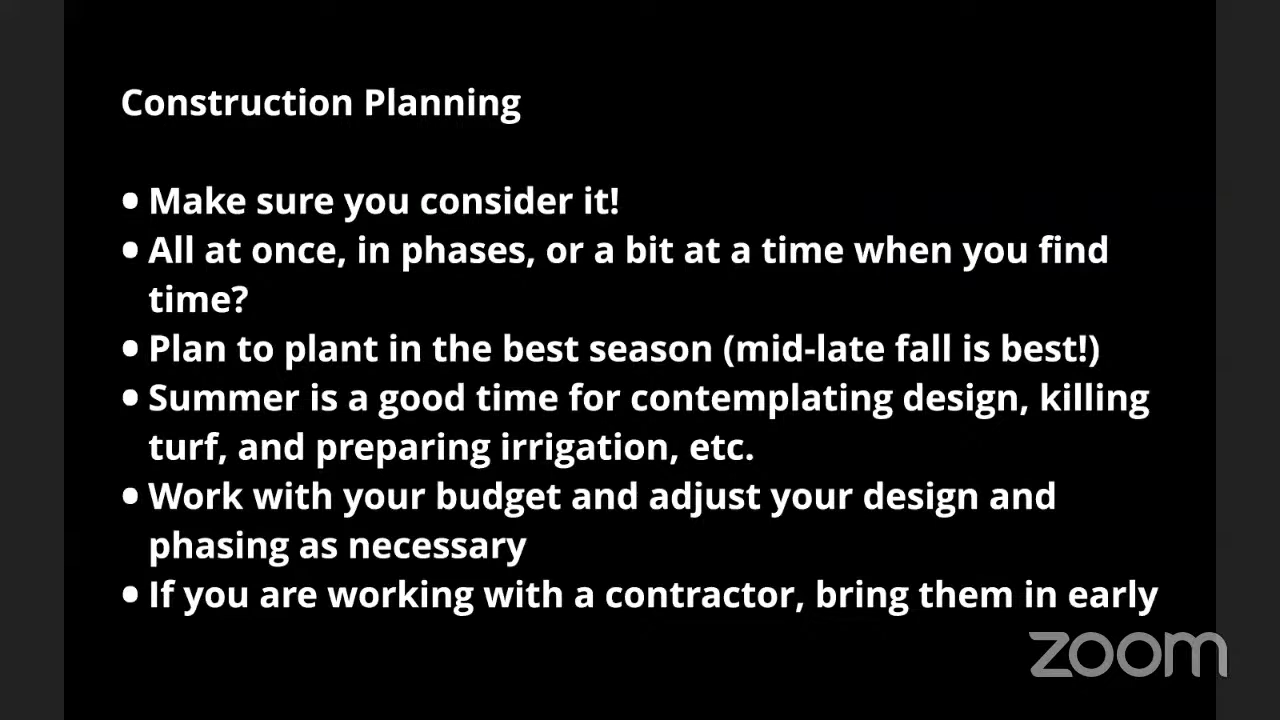 Construction Planning
• Make sure you consider it!
• All at once, in phases, or a bit at a time when you find
time?
• Plan to plant in the best season (mid-late fall is best!)
• Summer is a good time for contemplating design, killing
turf, and preparing irrigation, etc.
• Work with your budget and adjust your design and
phasing as necessary
• If you are working with a contractor, bring them in early
zoom